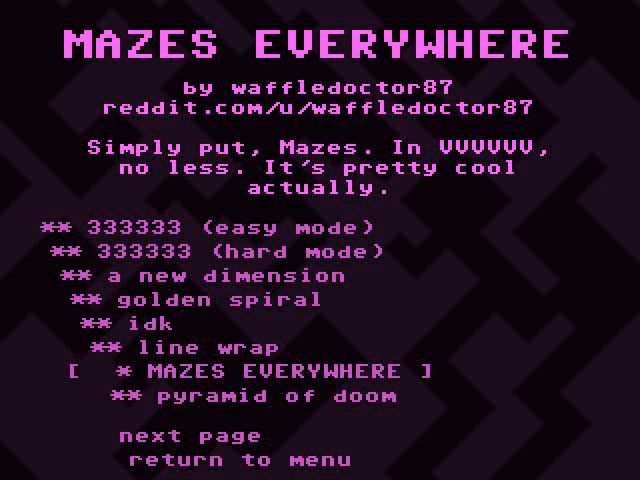 MAZES EVERYWHERE
by waffledoctor87
reddit.com/u/waffledoctor87
Simply put, Mazes. In VVVVVV,
no less. It's pretty cool
actually.
** 333333 (easy mode)
** 333333 (hard mode)
** a new dimension
** golden spiral
** idk
** line wrap
[ * MAZES EVERYWHERE ]
** pyramid of doom
next page
return to menu